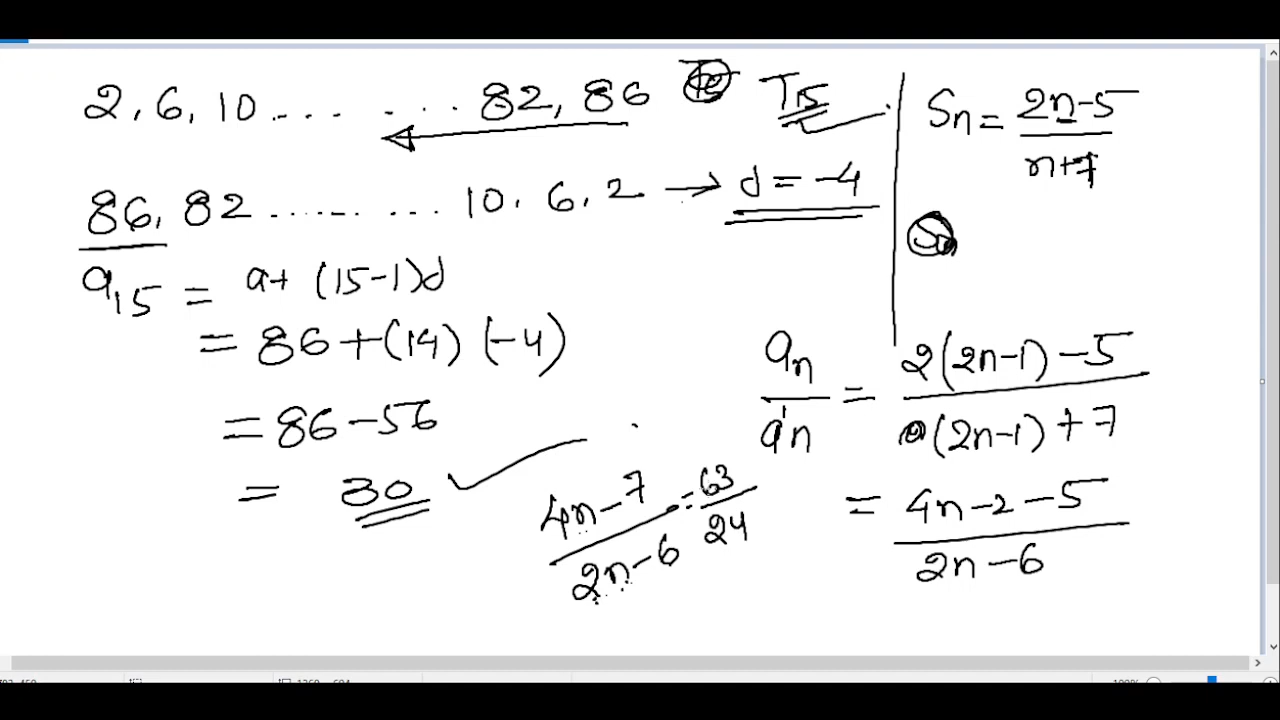 2, 6, 10 ........ 82, 86 T15
86, 82 ............ 10, 6, 2 → d = -4
a15 = a + (15-1)d
= 86 + (14) (-4)
= 86 - 56
= 30
Sn = 2n-5 / n+7
an / a'n = 2(2n-1) - 5 / (2n-1) + 7
= 4n - 2 - 5 / 2n - 6
4n - 7 / 2n - 6 = 63 / 24